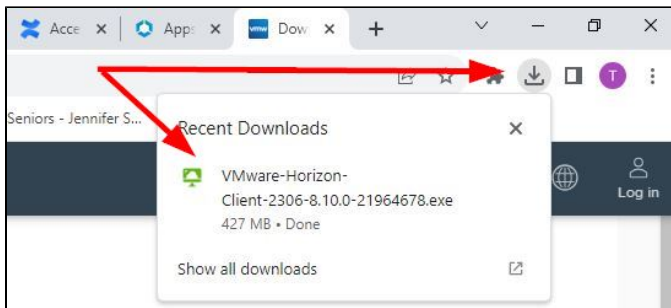 Acce
Apps
vmw
Dow
T
Seniors - Jennifer S...
Recent Downloads
VMware-Horizon-
Client-2306-8.10.0-21964678.exe
427 MB • Done
Show all downloads
Log in